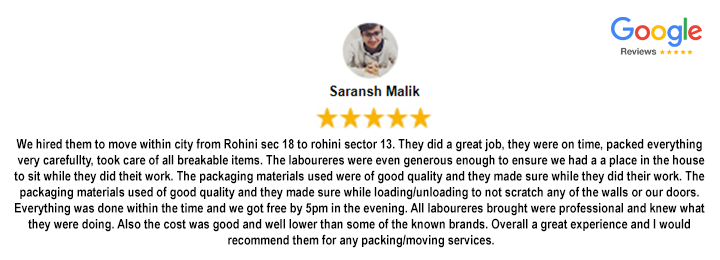 Google
Reviews
Saransh Malik
We hired them to move within city from Rohini sec 18 to rohini sector 13. They did a great job, they were on time, packed everything
very carefullty, took care of all breakable items. The laboureres were even generous enough to ensure we had a a place in the house
to sit while they did theit work. The packaging materials used were of good quality and they made sure while they did their work. The
packaging materials used of good quality and they made sure while loading/unloading to not scratch any of the walls or our doors.
Everything was done within the time and we got free by 5pm in the evening. All laboureres brought were professional and knew what
they were doing. Also the cost was good and well lower than some of the known brands. Overall a great experience and I would
recommend them for any packing/moving services.